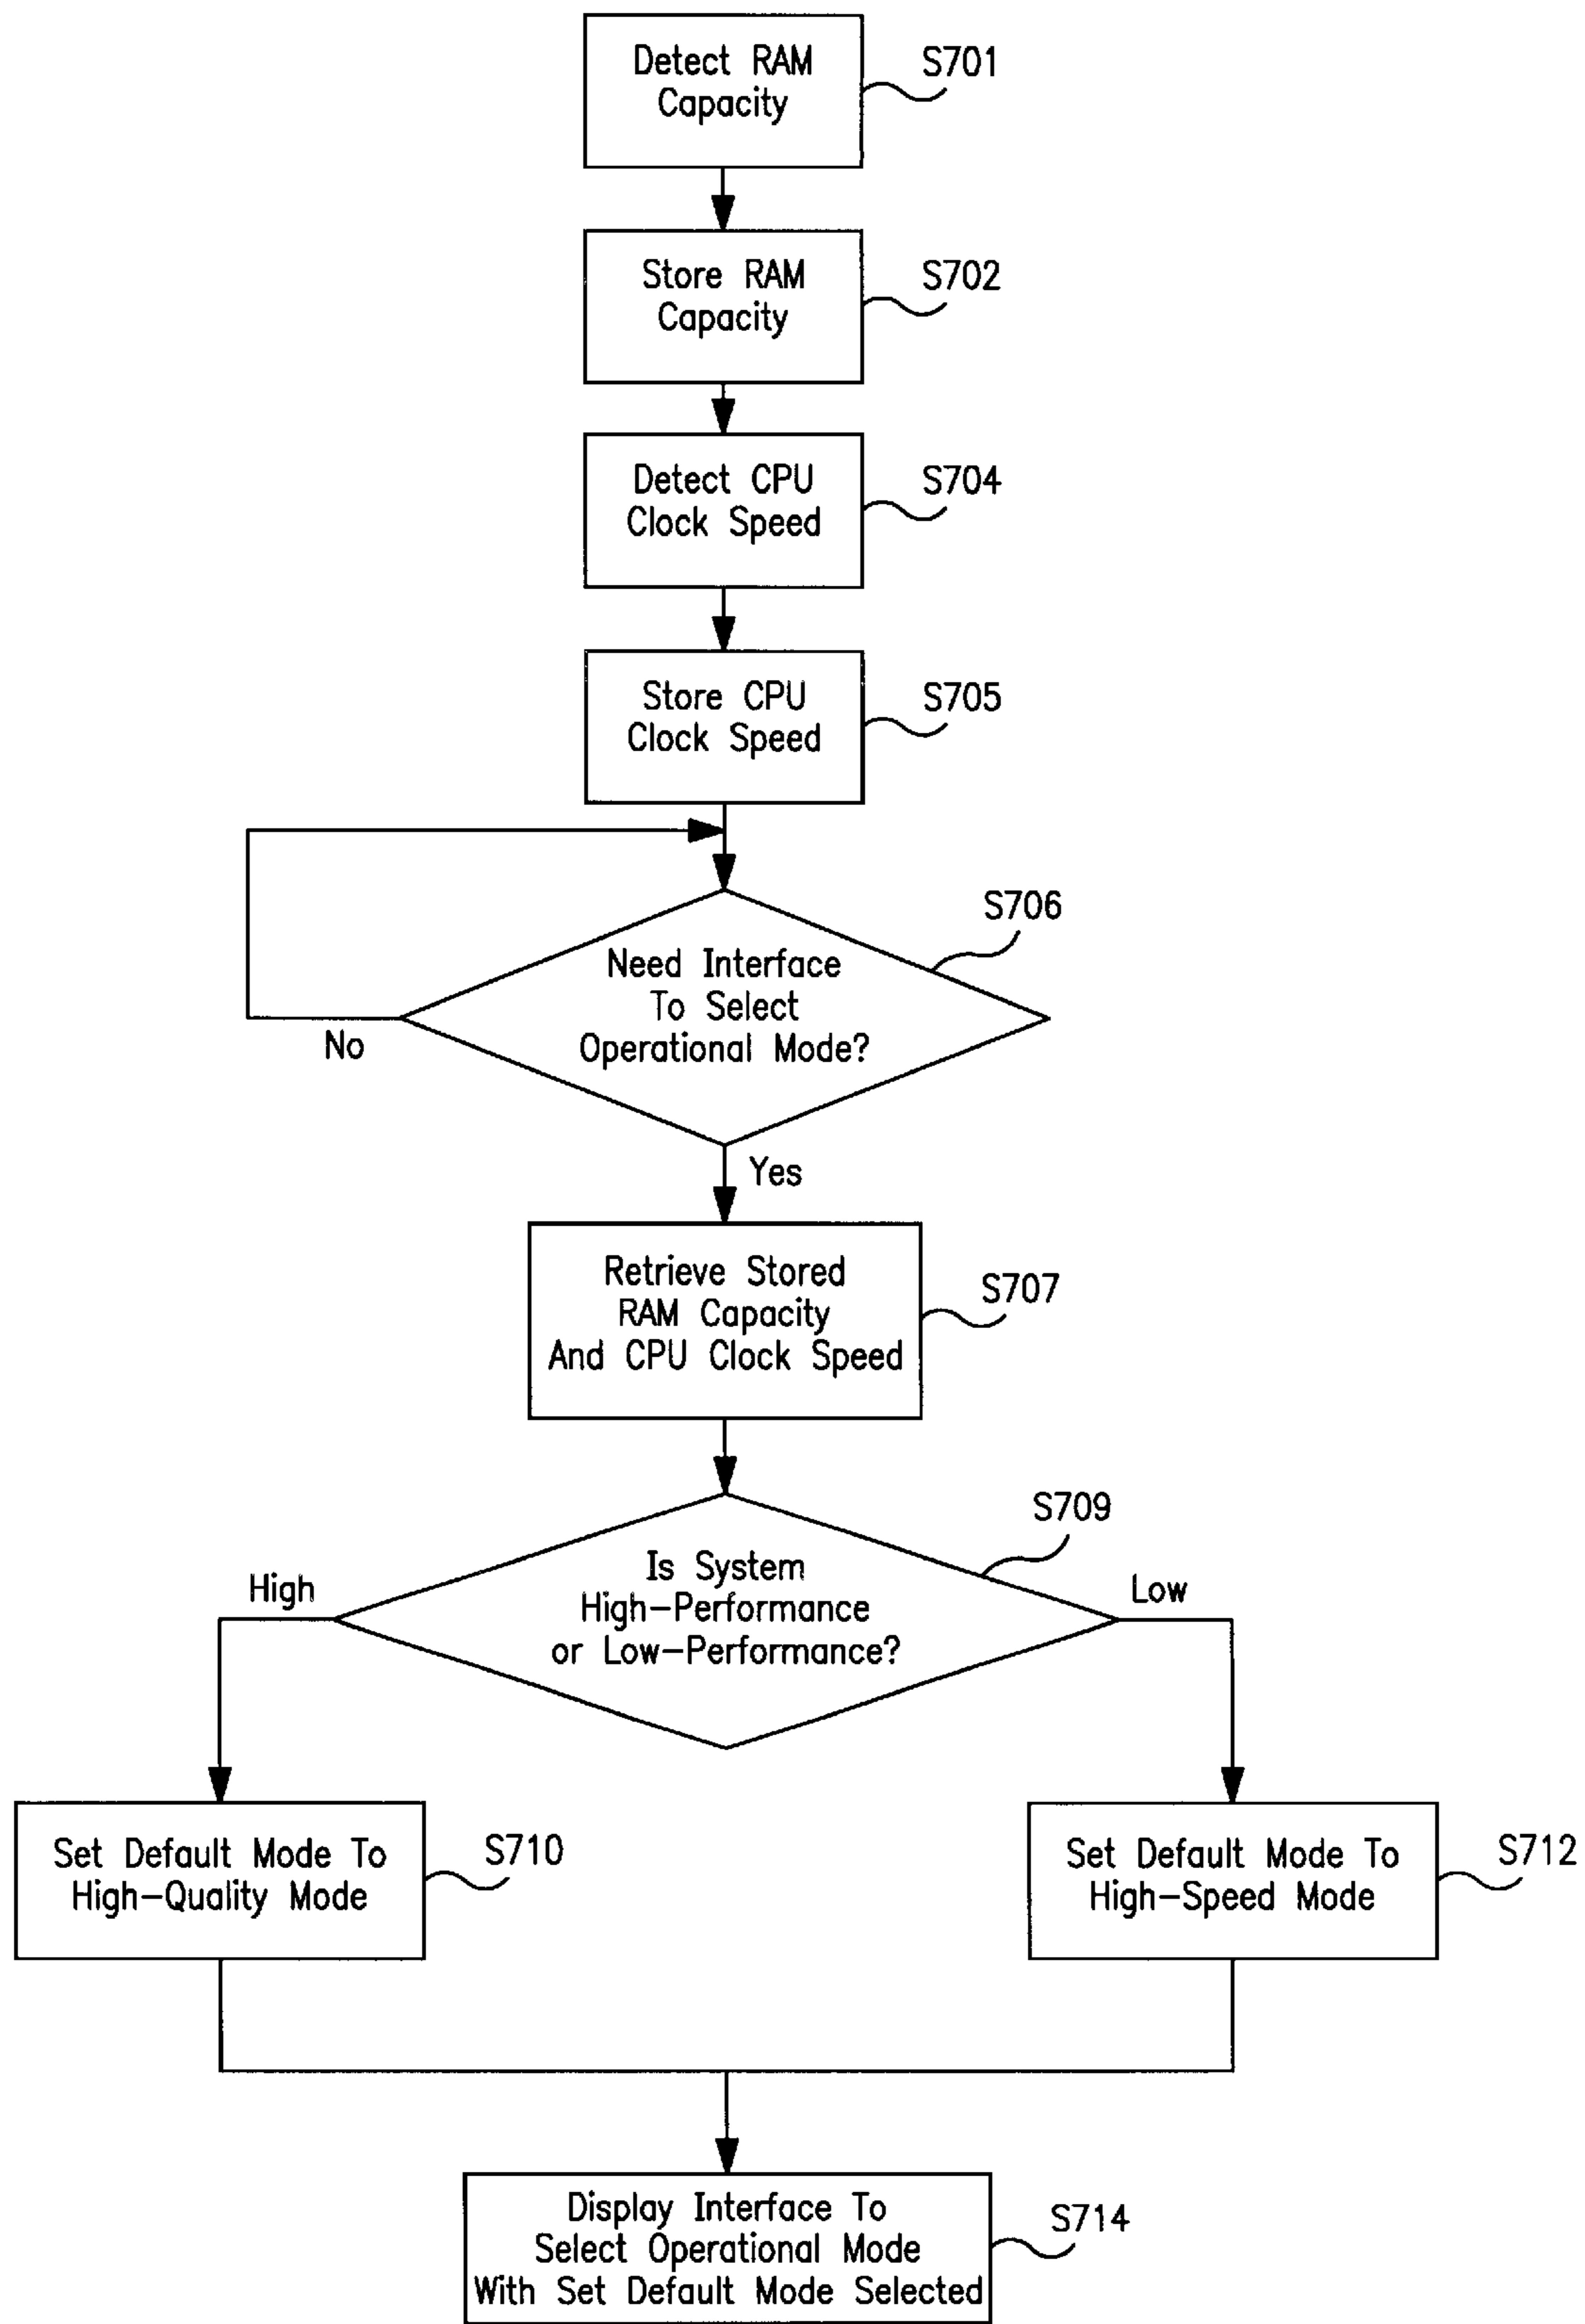 Detect RAM
Capacity
S701
Store RAM
Capacity
S702
Detect CPU
Clock Speed
S704
Store CPU
Clock Speed
S705
S706
Need Interface
To Select
Operational Mode?
No
Yes
Retrieve Stored
RAM Capacity
And CPU Clock Speed
S707
S709
Is System
High-Performance
or Low-Performance?
High
Low
Set Default Mode To
High-Quality Mode
S710
Set Default Mode To
High-Speed Mode
S712
Display Interface To
Select Operational Mode
With Set Default Mode Selected
S714